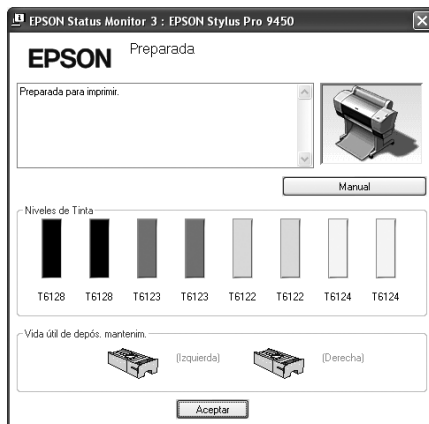 EPSON Status Monitor 3 : EPSON Stylus Pro 9450
EPSON
Preparada
Preparada para imprimir.
Manual
Niveles de Tinta
T6128 T6128 T6123 T6123 T6122 T6122 T6124 T6124
Vida útil de depós. mantenim.
(Izquierda) (Derecha)
Aceptar